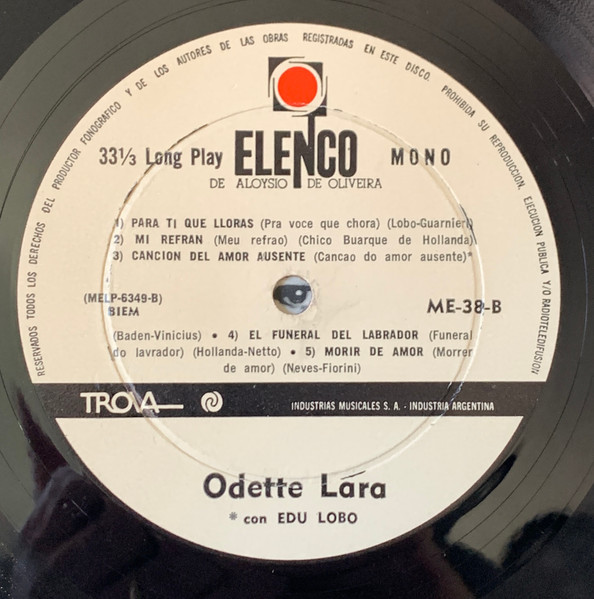 RESERVADOS TODOS LOS DERECHOS DEL PRODUCTOR FONOGRAFICO Y DE LOS AUTORES DE LAS OBRAS REGISTRADAS EN ESTE DISCO. PROHIBIDA SU REPRODUCCION, EJECUCION PUBLICA Y/O RADIOTELEDIFUSION
33⅓ Long Play ELENCO MONO
DE ALOYSIO DE OLIVEIRA
1) PARA TI QUE LLORAS (Pra voce que chora) (Lobo-Guarnieri)
2) MI REFRAN (Meu refrao) (Chico Buarque de Hollanda)
3) CANCION DEL AMOR AUSENTE (Cancao do amor ausente)*
(MELP-6349-B)
BIEM
ME-38-B
(Baden-Vinicius) • 4) EL FUNERAL DEL LABRADOR (Funeral
do lavrador) (Hollanda-Netto) • 5) MORIR DE AMOR (Morrer
de amor) (Neves-Fiorini)
TROVA INDUSTRIAS MUSICALES S. A. - INDUSTRIA ARGENTINA
Odette Lara
* con EDU LOBO